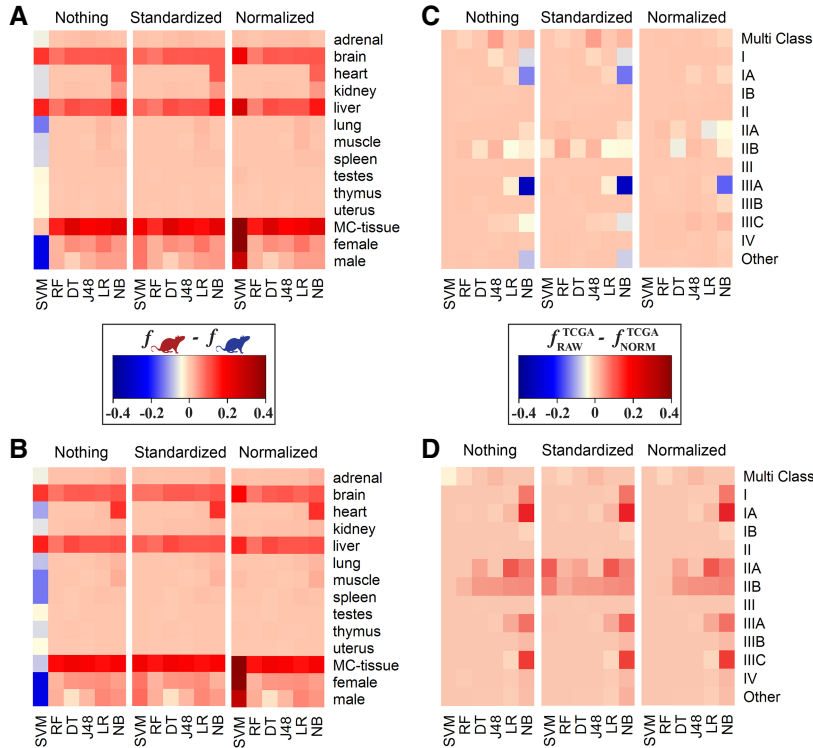 A
Nothing Standardized Normalized
adrenal
brain
heart
kidney
liver
lung
muscle
spleen
testes
thymus
uterus
MC-tissue
female
male
SVM RF DT J48 LR NB SVM RF DT J48 LR NB SVM RF DT J48 LR NB
f - f
-0.4 -0.2 0 0.2 0.4
C
Nothing Standardized Normalized
Multi Class
I
IA
IB
II
IIA
IIB
III
IIIA
IIIB
IIIC
IV
Other
SVM RF DT J48 LR NB SVM RF DT J48 LR NB SVM RF DT J48 LR NB
f TCGA RAW - f TCGA NORM
-0.4 -0.2 0 0.2 0.4
B
Nothing Standardized Normalized
adrenal
brain
heart
kidney
liver
lung
muscle
spleen
testes
thymus
uterus
MC-tissue
female
male
SVM RF DT J48 LR NB SVM RF DT J48 LR NB SVM RF DT J48 LR NB
D
Nothing Standardized Normalized
Multi Class
I
IA
IB
II
IIA
IIB
III
IIIA
IIIB
IIIC
IV
Other
SVM RF DT J48 LR NB SVM RF DT J48 LR NB SVM RF DT J48 LR NB